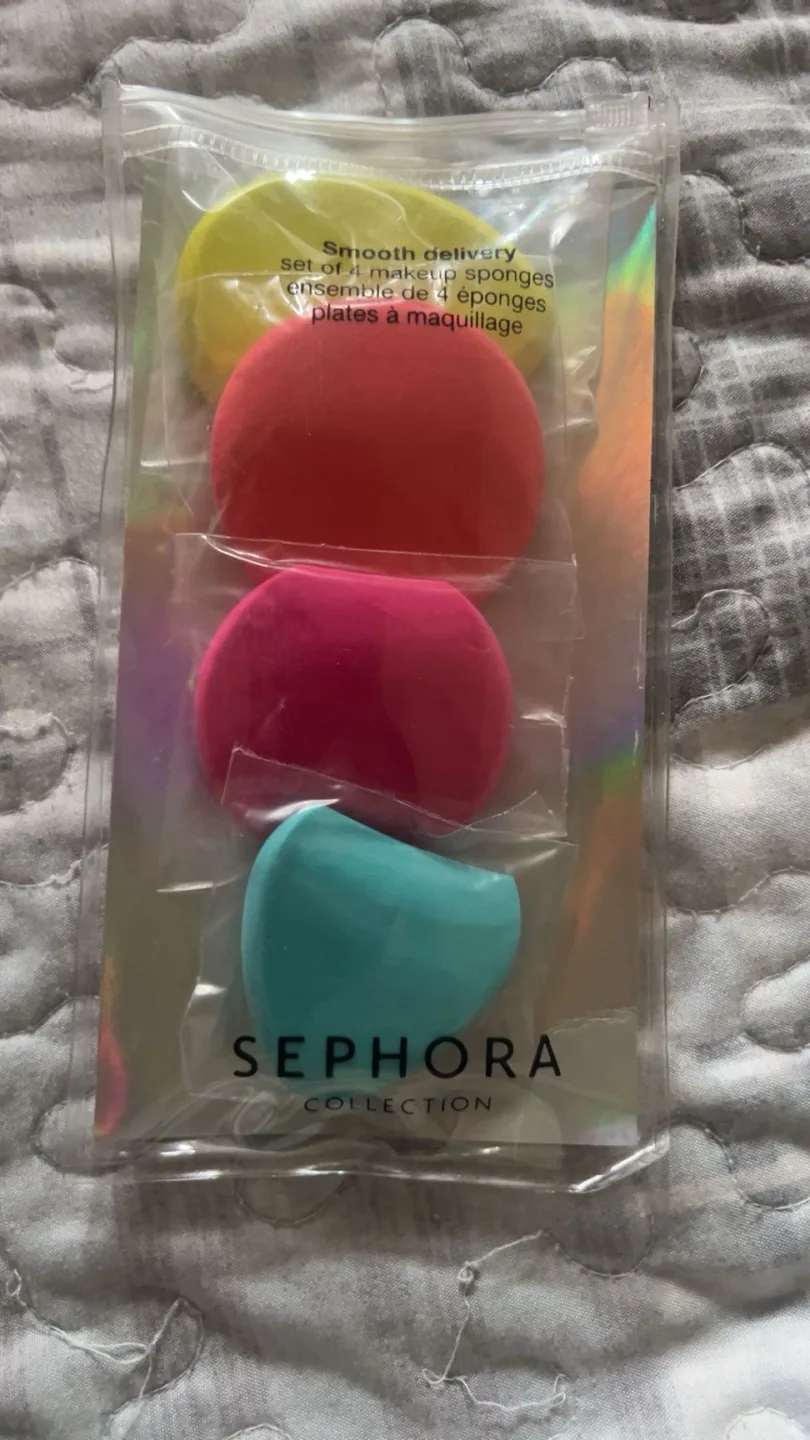 Smooth delivery
set of 4 makeup sponges
ensemble de 4 éponges
plates à maquillage
SEPHORA
COLLECTION